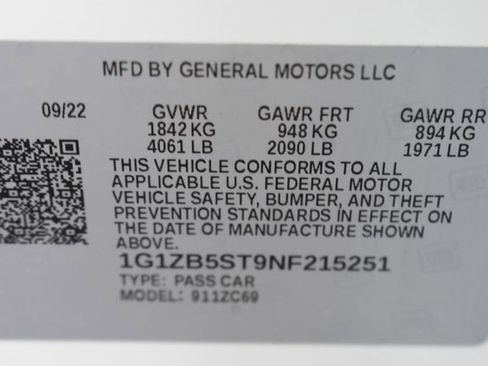 MFD BY GENERAL MOTORS LLC
09/22 GVWR GAWR FRT GAWR RR
1842 KG 948 KG 894 KG
4061 LB 2090 LB 1971 LB
THIS VEHICLE CONFORMS TO ALL
APPLICABLE U.S. FEDERAL MOTOR
VEHICLE SAFETY, BUMPER, AND THEFT
PREVENTION STANDARDS IN EFFECT ON
THE DATE OF MANUFACTURE SHOWN
ABOVE.
1G1ZB5ST9NF215251
TYPE: PASS CAR
MODEL: 911ZC69